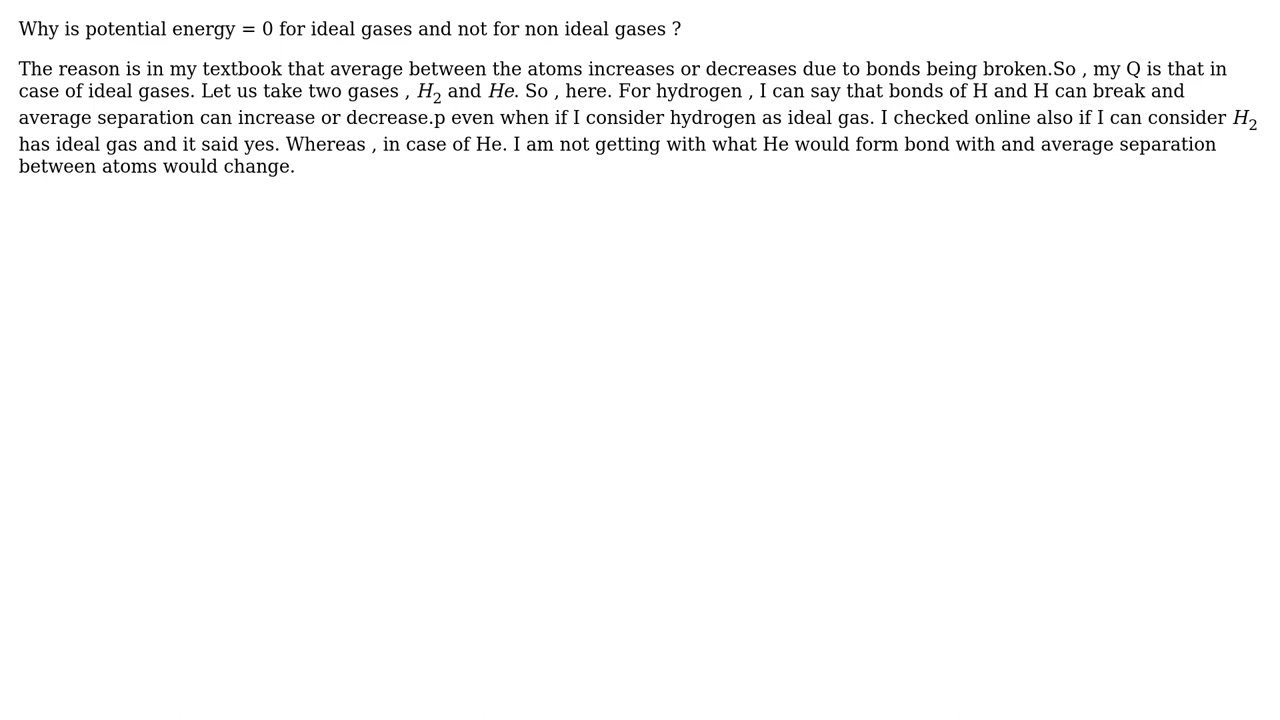 Why is potential energy = 0 for ideal gases and not for non ideal gases ?
The reason is in my textbook that average between the atoms increases or decreases due to bonds being broken.So , my Q is that in
case of ideal gases. Let us take two gases , H₂ and He. So , here. For hydrogen , I can say that bonds of H and H can break and
average separation can increase or decrease.p even when if I consider hydrogen as ideal gas. I checked online also if I can consider H₂
has ideal gas and it said yes. Whereas , in case of He. I am not getting with what He would form bond with and average separation
between atoms would change.